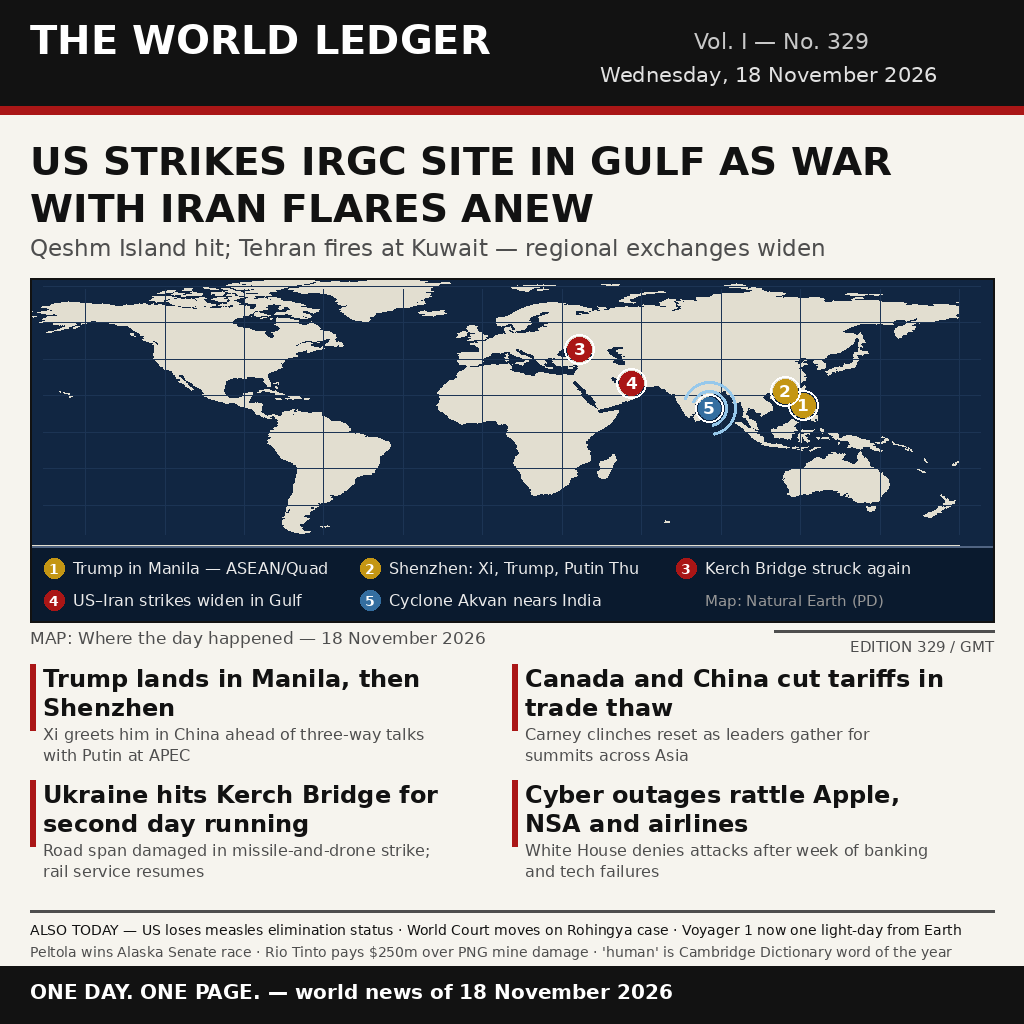 THE WORLD LEDGER
Vol. I — No. 329
Wednesday, 18 November 2026
US STRIKES IRGC SITE IN GULF AS WAR
WITH IRAN FLARES ANEW
Qeshm Island hit; Tehran fires at Kuwait — regional exchanges widen
3
4
5
2
1
1 Trump in Manila — ASEAN/Quad
2 Shenzhen: Xi, Trump, Putin Thu
3 Kerch Bridge struck again
4 US–Iran strikes widen in Gulf
5 Cyclone Akvan nears India
Map: Natural Earth (PD)
MAP: Where the day happened — 18 November 2026
EDITION 329 / GMT
Trump lands in Manila, then
Shenzhen
Xi greets him in China ahead of three-way talks
with Putin at APEC
Canada and China cut tariffs in
trade thaw
Carney clinches reset as leaders gather for
summits across Asia
Ukraine hits Kerch Bridge for
second day running
Road span damaged in missile-and-drone strike;
rail service resumes
Cyber outages rattle Apple,
NSA and airlines
White House denies attacks after week of banking
and tech failures
ALSO TODAY — US loses measles elimination status · World Court moves on Rohingya case · Voyager 1 now one light-day from Earth
Peltola wins Alaska Senate race · Rio Tinto pays $250m over PNG mine damage · 'human' is Cambridge Dictionary word of the year
ONE DAY. ONE PAGE. — world news of 18 November 2026